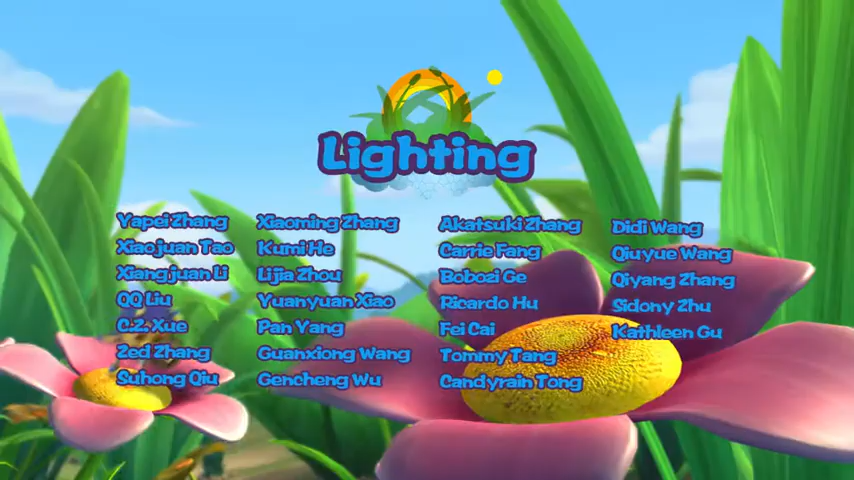 Lighting
Yapei Zhang
Xiaojuan Tao
Xiangjuan Li
QQ Liu
C.Z. Xue
Zed Zhang
Suhong Qiu
Xiaoming Zhang
Kumi He
Lijia Zhou
Yuanyuan Xiao
Pan Yang
Guanxiong Wang
Gencheng Wu
Akatsuki Zhang
Carrie Fang
Bobozi Ge
Ricardo Hu
Fei Cai
Tommy Tang
Candyrain Tong
Didi Wang
Qiuyue Wang
Qiyang Zhang
Sidony Zhu
Kathleen Gu